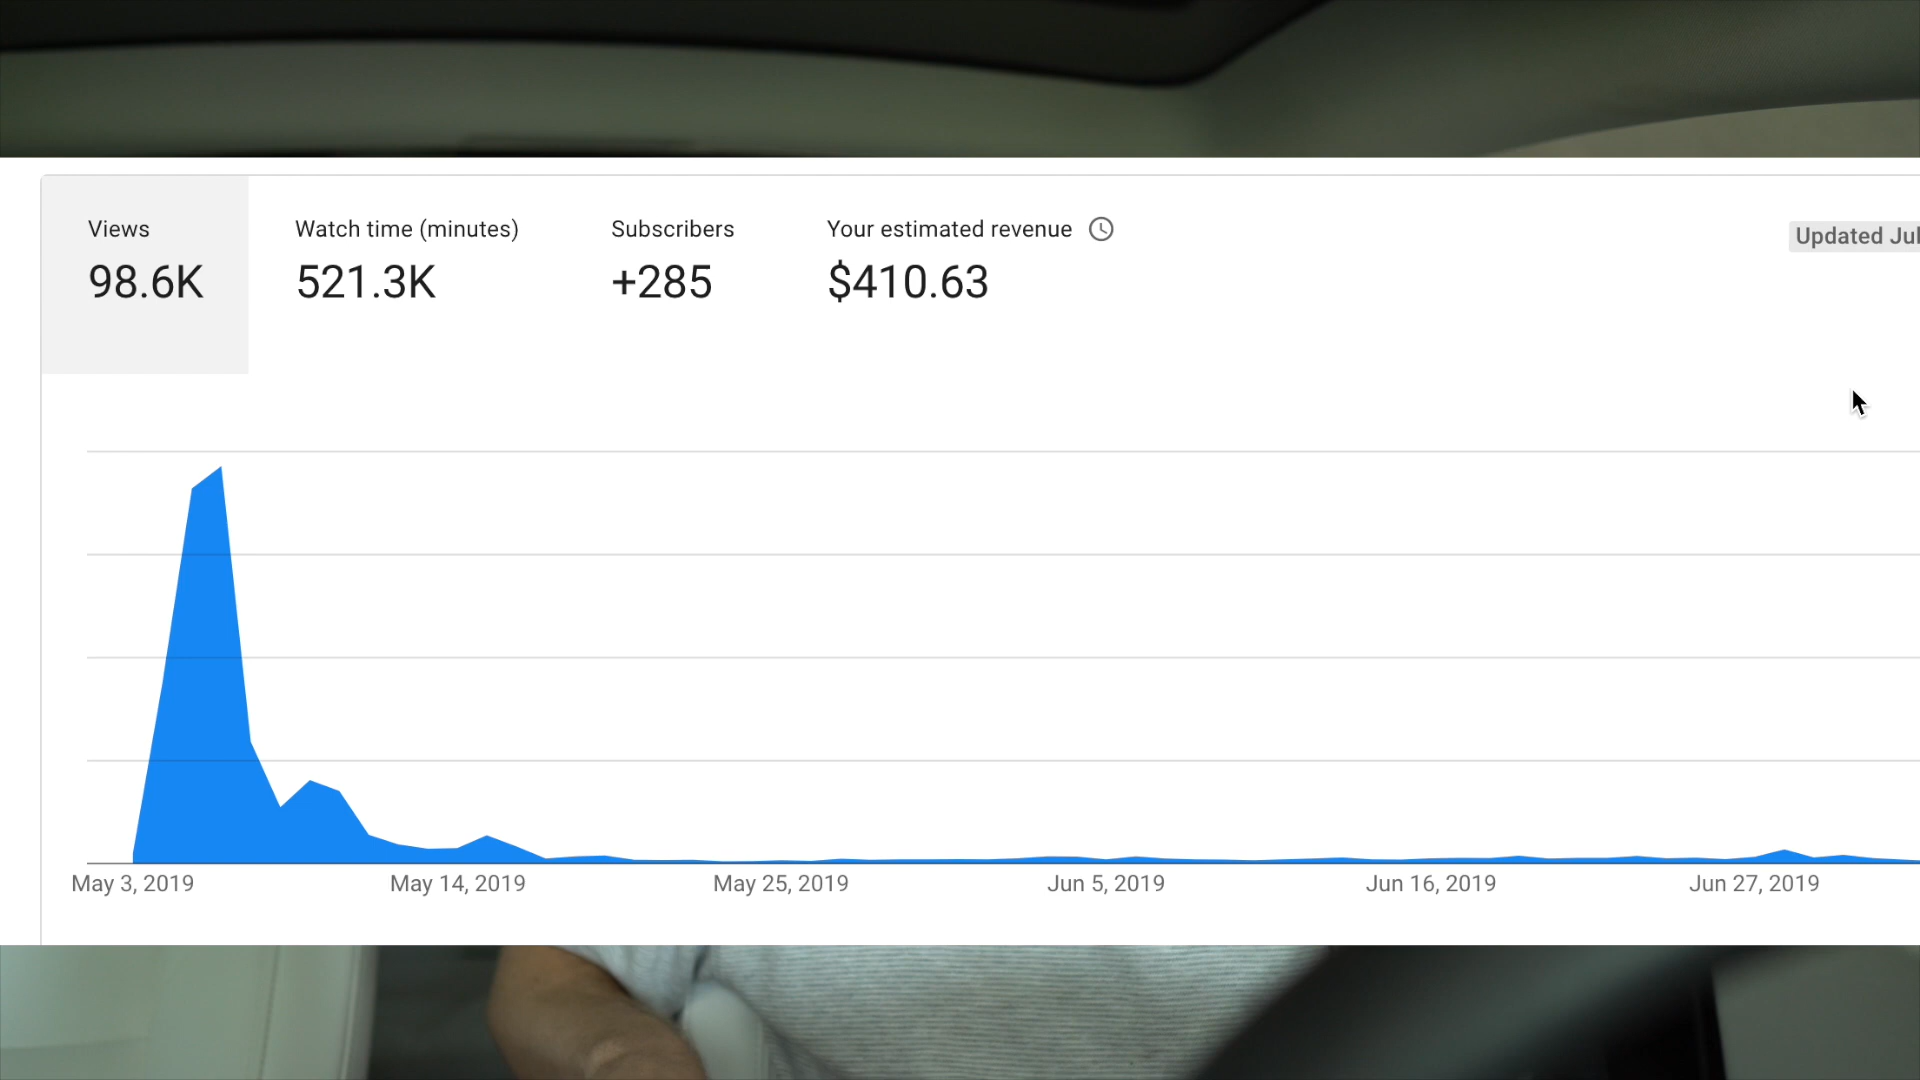 Views
98.6K
Watch time (minutes)
521.3K
Subscribers
+285
Your estimated revenue
$410.63
Updated Jul
May 3, 2019
May 14, 2019
May 25, 2019
Jun 5, 2019
Jun 16, 2019
Jun 27, 2019